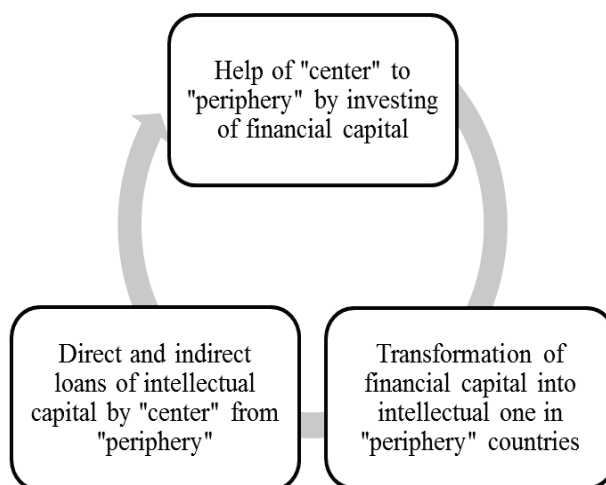 Help of "center" to
"periphery" by investing
of financial capital
Direct and indirect
loans of intellectual
capital by "center" from
"periphery"
Transformation of
financial capital into
intellectual one in
"periphery" countries